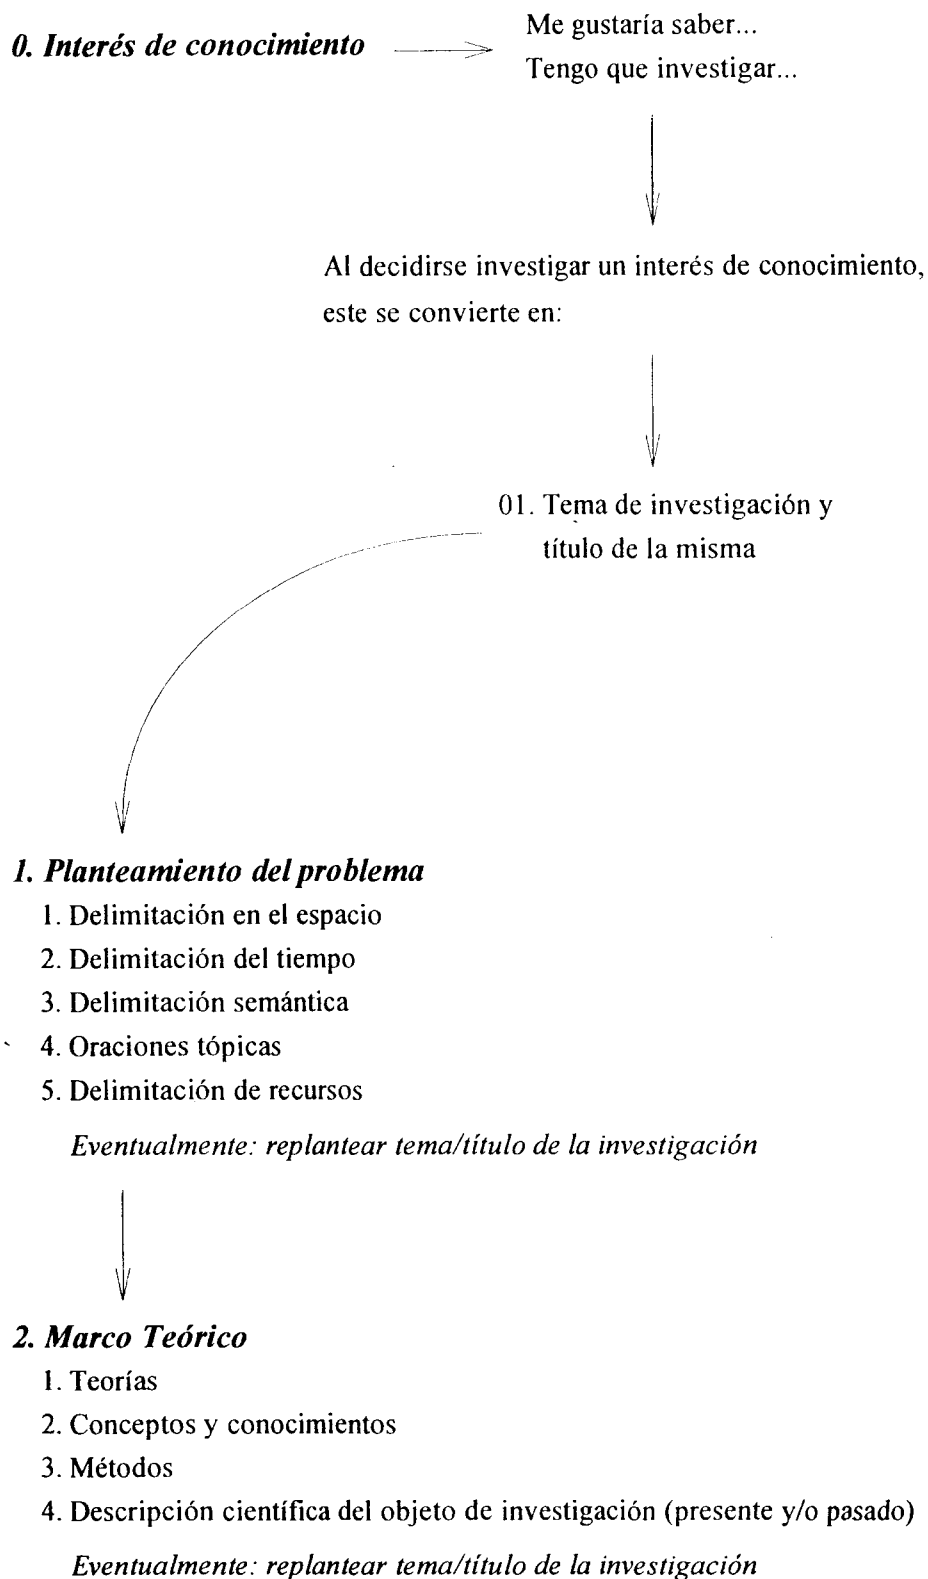 0. Interés de conocimiento
Me gustaría saber...
Tengo que investigar...
Al decidirse investigar un interés de conocimiento,
este se convierte en:
01. Tema de investigación y
título de la misma
1. Planteamiento del problema
1. Delimitación en el espacio
2. Delimitación del tiempo
3. Delimitación semántica
4. Oraciones tópicas
5. Delimitación de recursos
Eventualmente: replantear tema/título de la investigación
2. Marco Teórico
1. Teorías
2. Conceptos y conocimientos
3. Métodos
4. Descripción científica del objeto de investigación (presente y/o pasado)
Eventualmente: replantear tema/título de la investigación